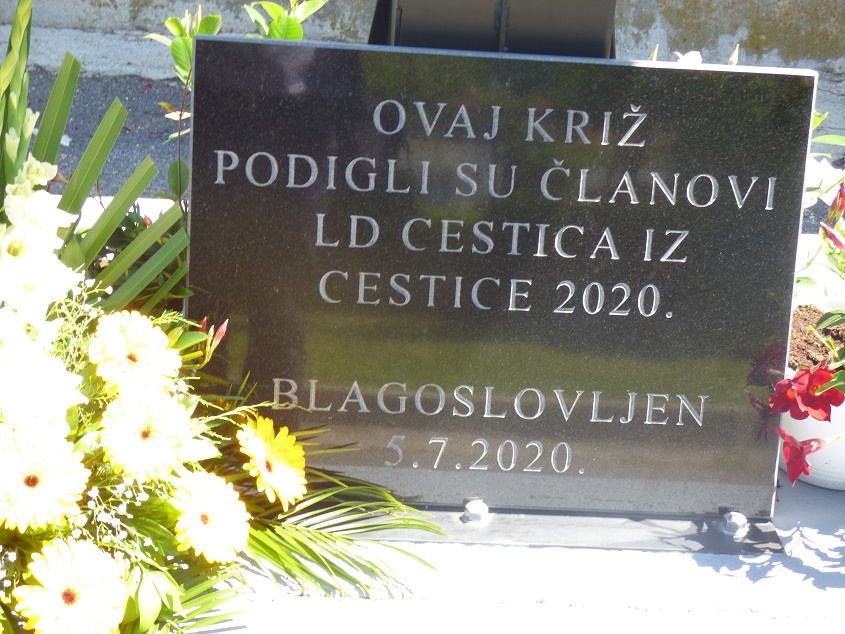 OVAJ KRIŽ
PODIGLI SU ČLANOVI
LD CESTICA IZ
CESTICE 2020.
BLAGOSLOVLJEN
5.7.2020.